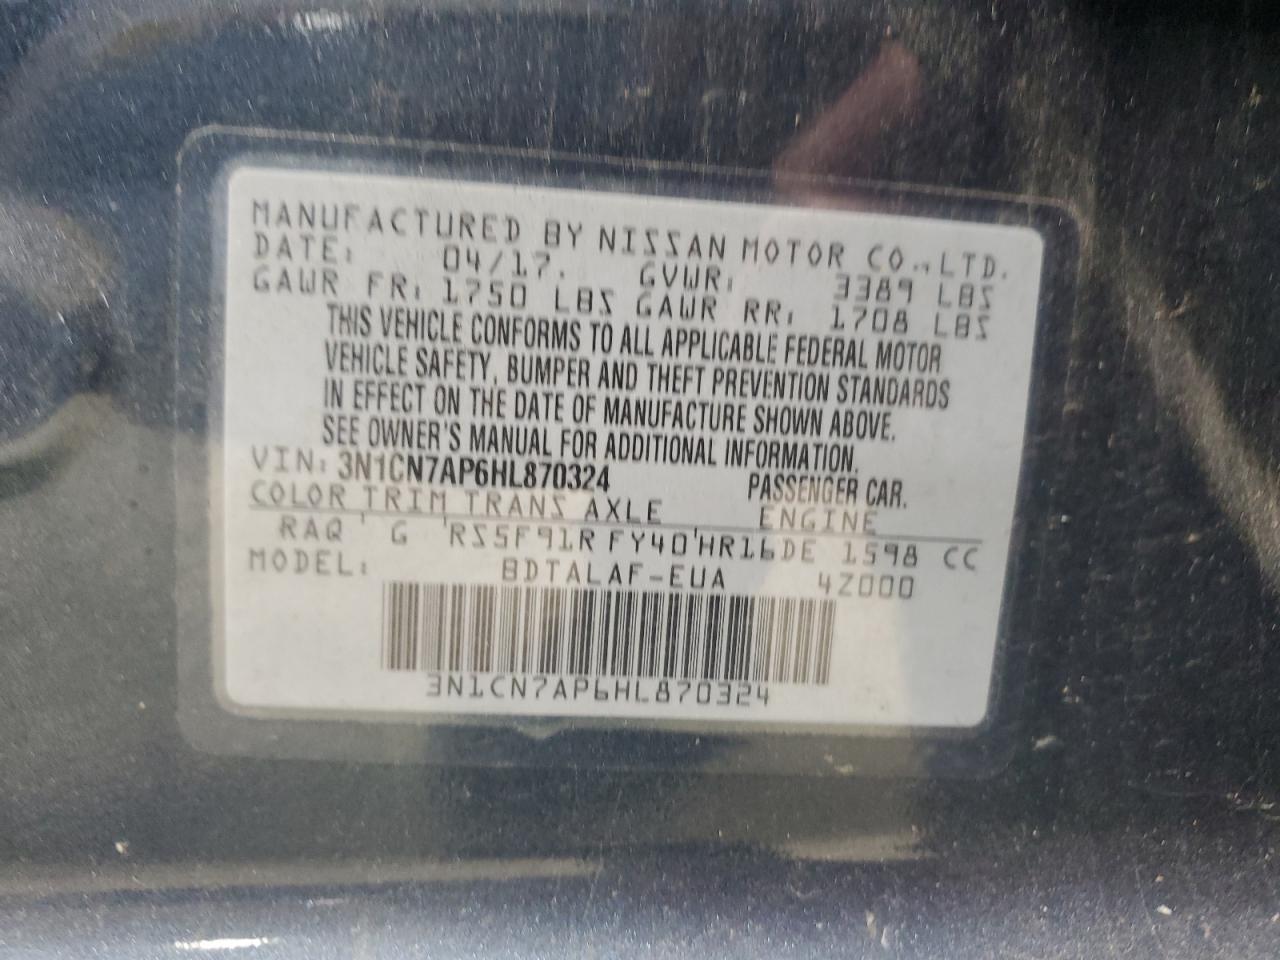 MANUFACTURED BY NISSAN MOTOR CO., LTD.
DATE: 04/17. GVWR: 3389 LBS
GAWR FR: 1750 LBS GAWR RR: 1708 LBS
THIS VEHICLE CONFORMS TO ALL APPLICABLE FEDERAL MOTOR
VEHICLE SAFETY, BUMPER AND THEFT PREVENTION STANDARDS
IN EFFECT ON THE DATE OF MANUFACTURE SHOWN ABOVE.
SEE OWNER'S MANUAL FOR ADDITIONAL INFORMATION.
VIN: 3N1CN7AP6HL870324 PASSENGER CAR.
COLOR TRIM TRANS AXLE ENGINE
RAQ ' G ' RS5F91R FY40'HR16DE 1598 CC
MODEL: BDTALAF-EUA 4Z000
3N1CN7AP6HL870324